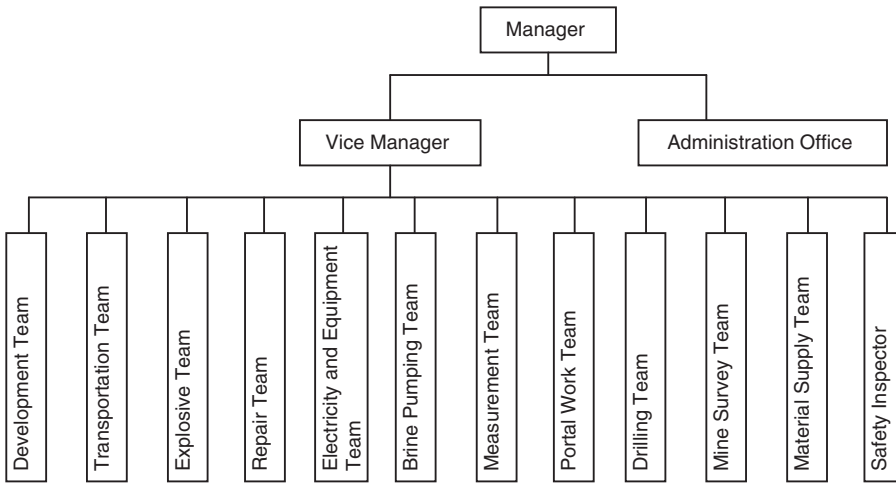 Manager
Vice Manager
Administration Office
Development Team
Transportation Team
Explosive Team
Repair Team
Electricity and Equipment
Team
Brine Pumping Team
Measurement Team
Portal Work Team
Drilling Team
Mine Survey Team
Material Supply Team
Safety Inspector